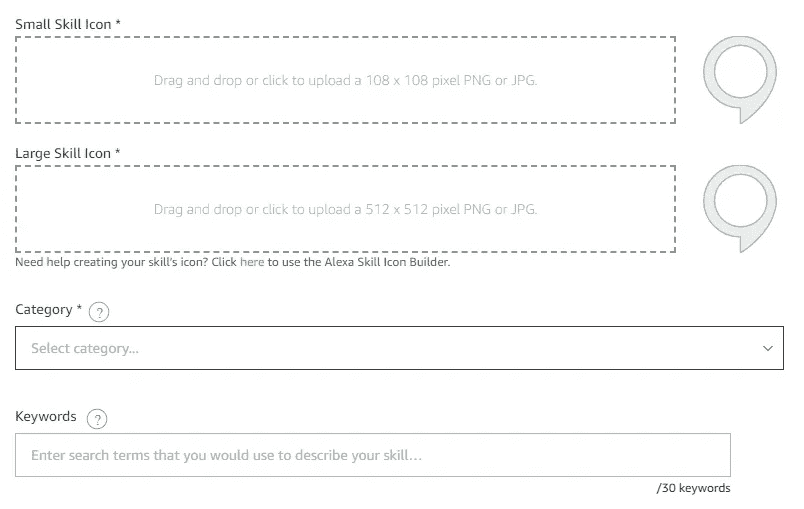 Small Skill Icon *
Drag and drop or click to upload a 108 x 108 pixel PNG or JPG.
Large Skill Icon *
Drag and drop or click to upload a 512 x 512 pixel PNG or JPG.
Need help creating your skill's icon? Click here to use the Alexa Skill Icon Builder.
Category * ?
Select category...
Keywords ?
Enter search terms that you would use to describe your skill...
/30 keywords